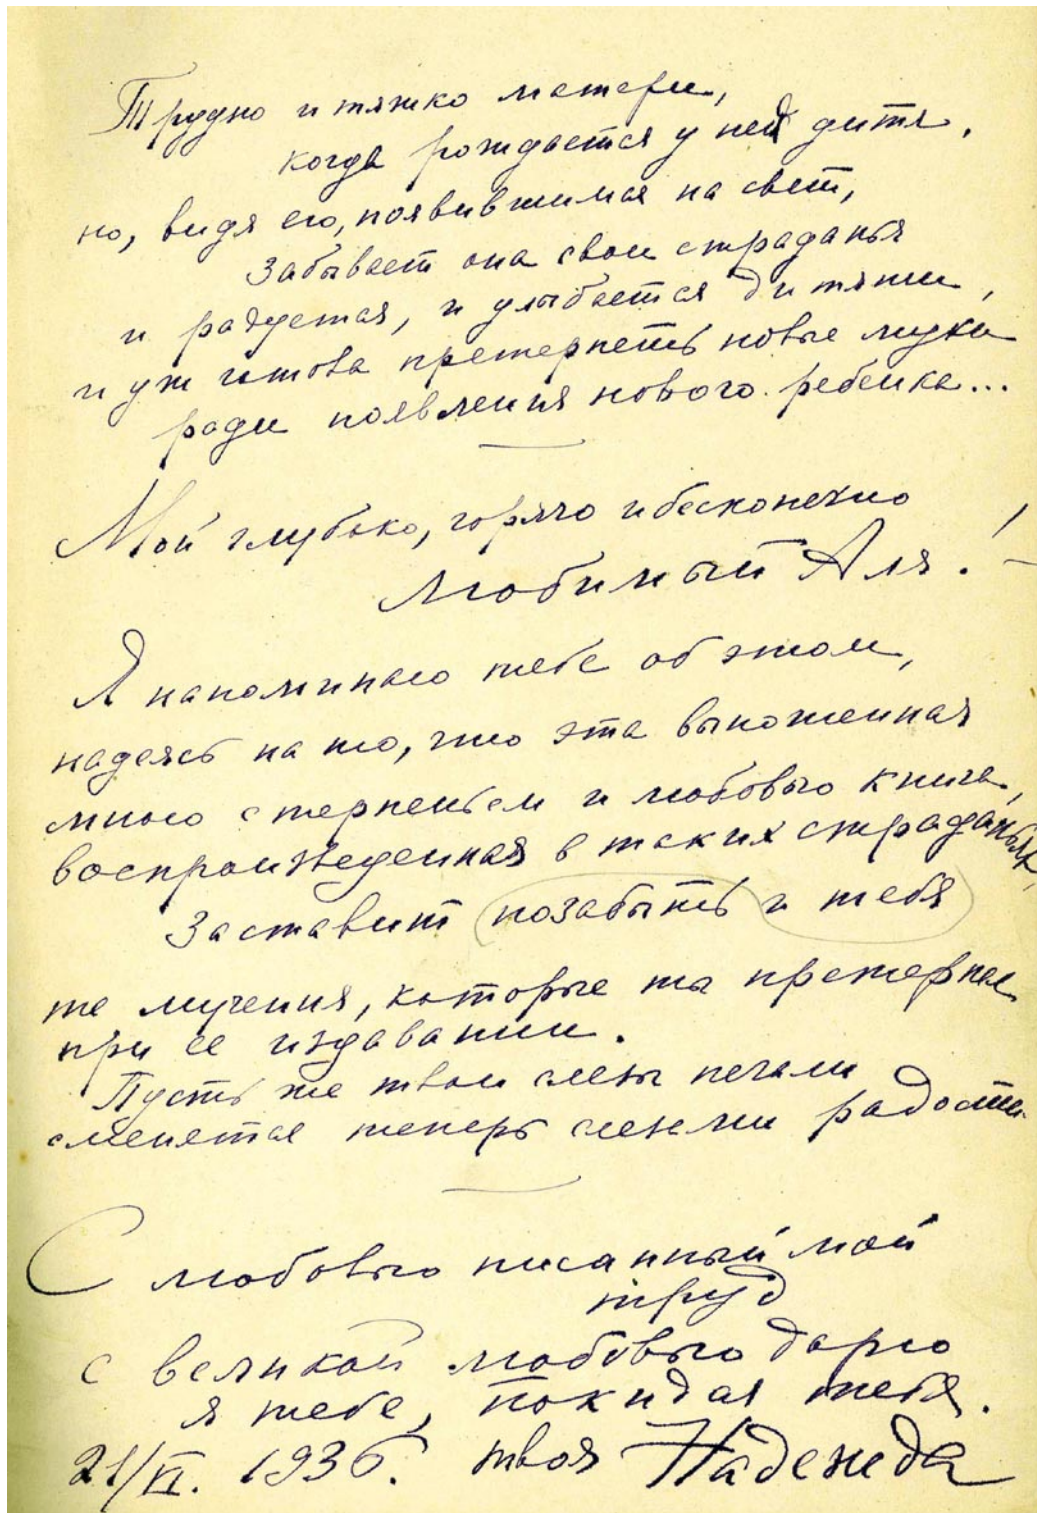 Трудно и тяжко матери,
когда рождается у ней дитя,
но, видя его, появившимся на свет,
забывает она свои страданья
и радуется, и улыбается дитяти,
и уж готова претерпеть новые муки
ради появления нового ребенка...
Мой глубоко, горячо и бесконечно
любимый Аля! –
Я напоминаю тебе об этом,
надеясь на то, что эта выношенная
мною с терпеньем и любовью книга,
воспроизведенная в таких страданьях,
заставит позабыть и тебя
те мучения, которые ты претерпел
при ее издавании.
Пусть же твои слезы печали
сменятся теперь слезами радости
С любовью писанный мой
труд
с великой любовью дарю
я тебе, покидая тебя.
21/VI. 1936. твоя Надежда